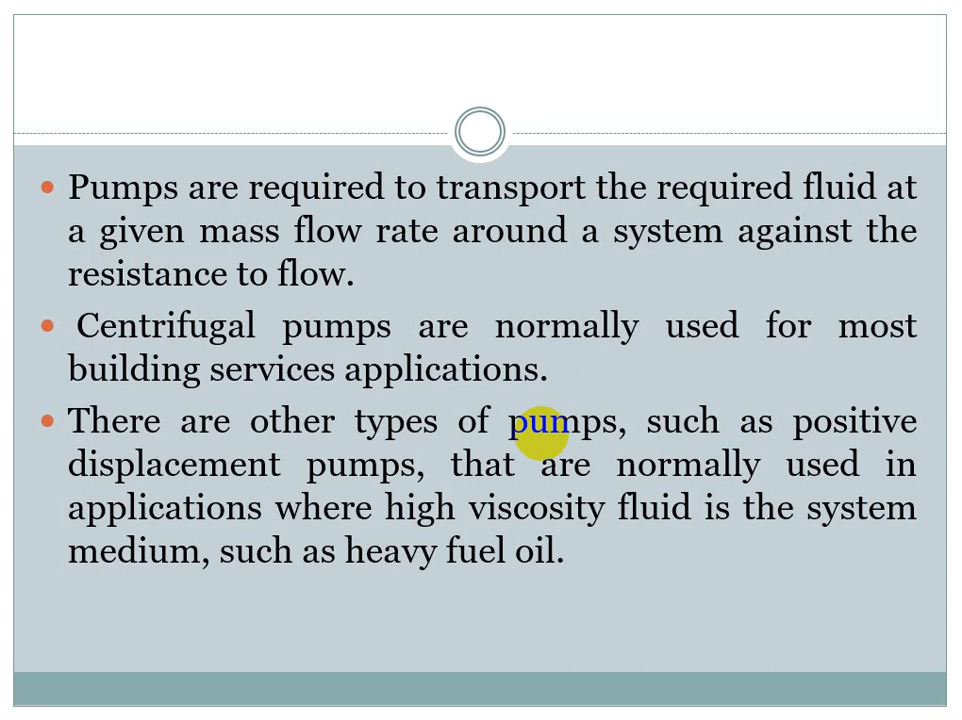 Pumps are required to transport the required fluid at
a given mass flow rate around a system against the
resistance to flow.
Centrifugal pumps are normally used for most
building services applications.
There are other types of pumps, such as positive
displacement pumps, that are normally used in
applications where high viscosity fluid is the system
medium, such as heavy fuel oil.